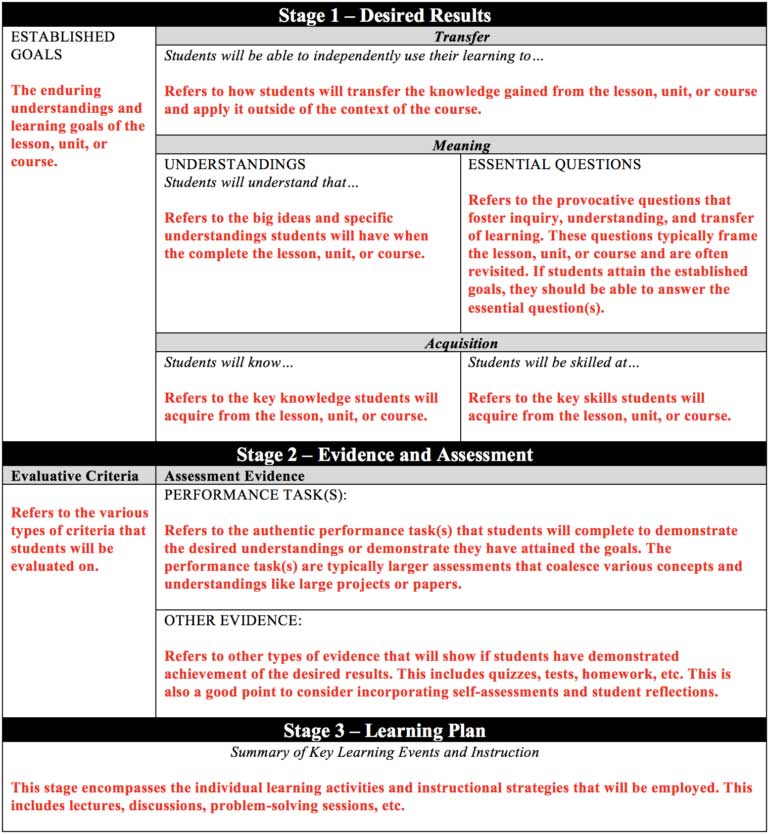 Stage 1 – Desired Results
ESTABLISHED
GOALS
The enduring
understandings and
learning goals of the
lesson, unit, or
course.
Transfer
Students will be able to independently use their learning to…
Refers to how students will transfer the knowledge gained from the lesson, unit, or course
and apply it outside of the context of the course.
Meaning
UNDERSTANDINGS
Students will understand that…
Refers to the big ideas and specific
understandings students will have when
the complete the lesson, unit, or course.
ESSENTIAL QUESTIONS
Refers to the provocative questions that
foster inquiry, understanding, and transfer
of learning. These questions typically frame
the lesson, unit, or course and are often
revisited. If students attain the established
goals, they should be able to answer the
essential question(s).
Acquisition
Students will know…
Refers to the key knowledge students will
acquire from the lesson, unit, or course.
Students will be skilled at…
Refers to the key skills students will
acquire from the lesson, unit, or course.
Stage 2 – Evidence and Assessment
Evaluative Criteria
Refers to the various
types of criteria that
students will be
evaluated on.
Assessment Evidence
PERFORMANCE TASK(S):
Refers to the authentic performance task(s) that students will complete to demonstrate
the desired understandings or demonstrate they have attained the goals. The
performance task(s) are typically larger assessments that coalesce various concepts and
understandings like large projects or papers.
OTHER EVIDENCE:
Refers to other types of evidence that will show if students have demonstrated
achievement of the desired results. This includes quizzes, tests, homework, etc. This is
also a good point to consider incorporating self-assessments and student reflections.
Stage 3 – Learning Plan
Summary of Key Learning Events and Instruction
This stage encompasses the individual learning activities and instructional strategies that will be employed. This
includes lectures, discussions, problem-solving sessions, etc.